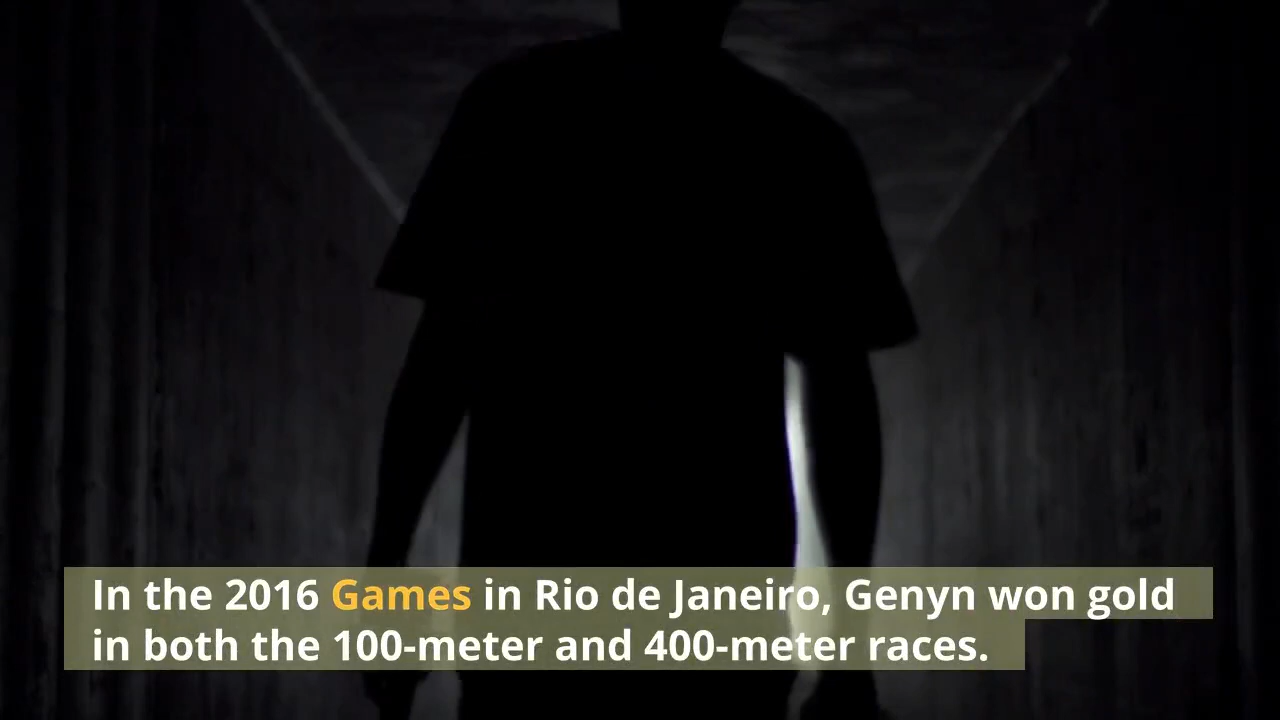 In the 2016 Games in Rio de Janeiro, Genyn won gold
in both the 100-meter and 400-meter races.